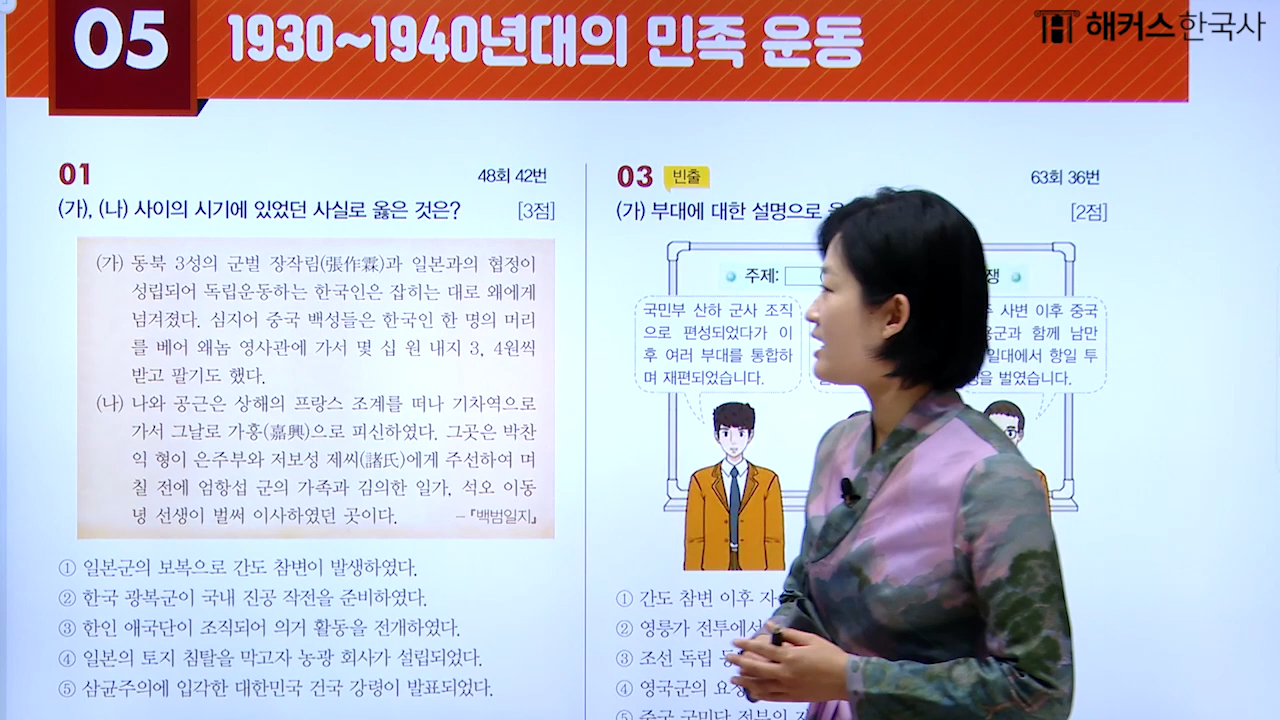 05
1930~1940년대의 민족 운동
해커스한국사
01
48회 42번
(가), (나) 사이의 시기에 있었던 사실로 옳은 것은?
[3점]
(가) 동북 3성의 군벌 장작림(張作霖)과 일본과의 협정이
성립되어 독립운동하는 한국인은 잡히는 대로 왜에게
넘겨졌다. 심지어 중국 백성들은 한국인 한 명의 머리
를 베어 왜놈 영사관에 가서 몇 십 원 내지 3, 4원씩
받고 팔기도 했다.
(나) 나와 공근은 상해의 프랑스 조계를 떠나 기차역으로
가서 그날로 가흥(嘉興)으로 피신하였다. 그곳은 박찬
익 형이 은주부와 저보성 제씨(諸氏)에게 주선하여 며
칠 전에 엄항섭 군의 가족과 김의한 일가, 석오 이동
녕 선생이 벌써 이사하였던 곳이다.
-『백범일지』
① 일본군의 보복으로 간도 참변이 발생하였다.
② 한국 광복군이 국내 진공 작전을 준비하였다.
③ 한인 애국단이 조직되어 의거 활동을 전개하였다.
④ 일본의 토지 침탈을 막고자 농광 회사가 설립되었다.
⑤ 삼균주의에 입각한 대한민국 건국 강령이 발표되었다.
03 빈출
63회 36번
(가) 부대에 대한 설명으로
[2점]
주제:
쟁
국민부 산하 군사 조직
으로 편성되었다가 이
후 여러 부대를 통합하
며 재편되었습니다.
사변 이후 중국
용군과 함께 남만
일대에서 항일 투
을 벌였습니다.
① 간도 참변 이후
② 영릉가 전투에서
③ 조선 독립
④ 영국군의
⑤ 중국 국민당 정부의